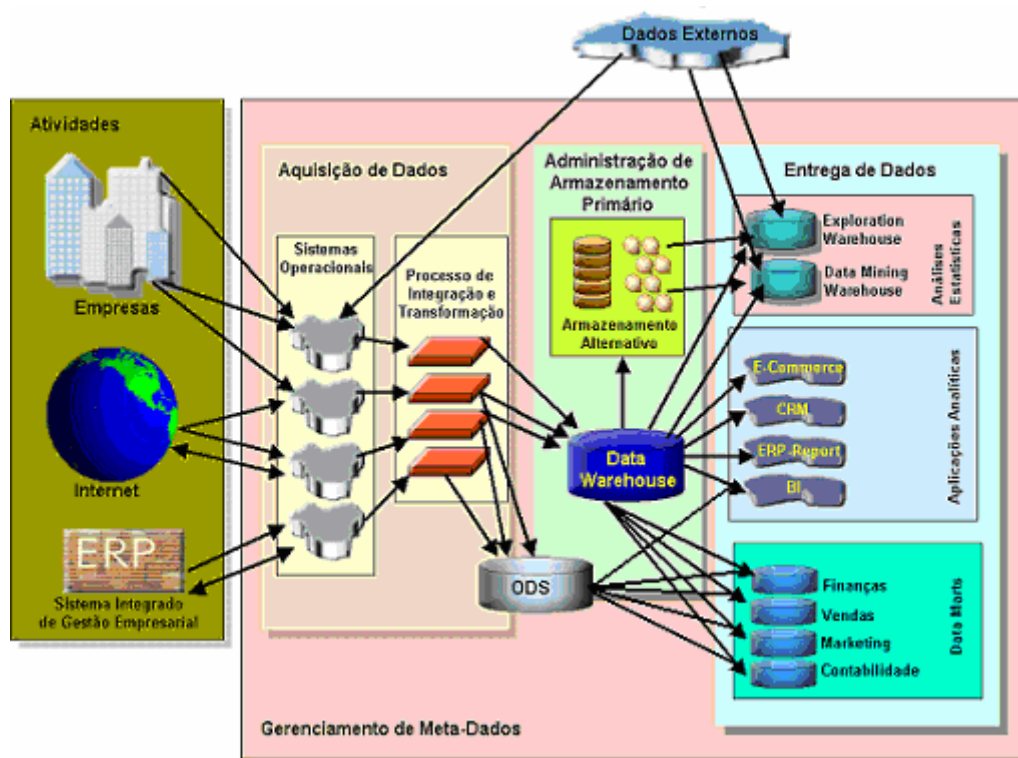 Dados Externos
Atividades
Empresas
Internet
ERP
Sistema Integrado
de Gestão Empresarial
Aquisição de Dados
Sistemas
Operacionais
Processo de
Integração e
Transformação
Administração de
Armazenamento
Primário
Armazenamento
Alternativo
Data
Warehouse
ODS
Entrega de Dados
Exploration
Warehouse
Data Mining
Warehouse
Análises
Estatísticas
E-Commerce
CRM
ERP-Report
BI
Aplicações Analíticas
Finanças
Vendas
Marketing
Contabilidade
Data Marts
Gerenciamento de Meta-Dados